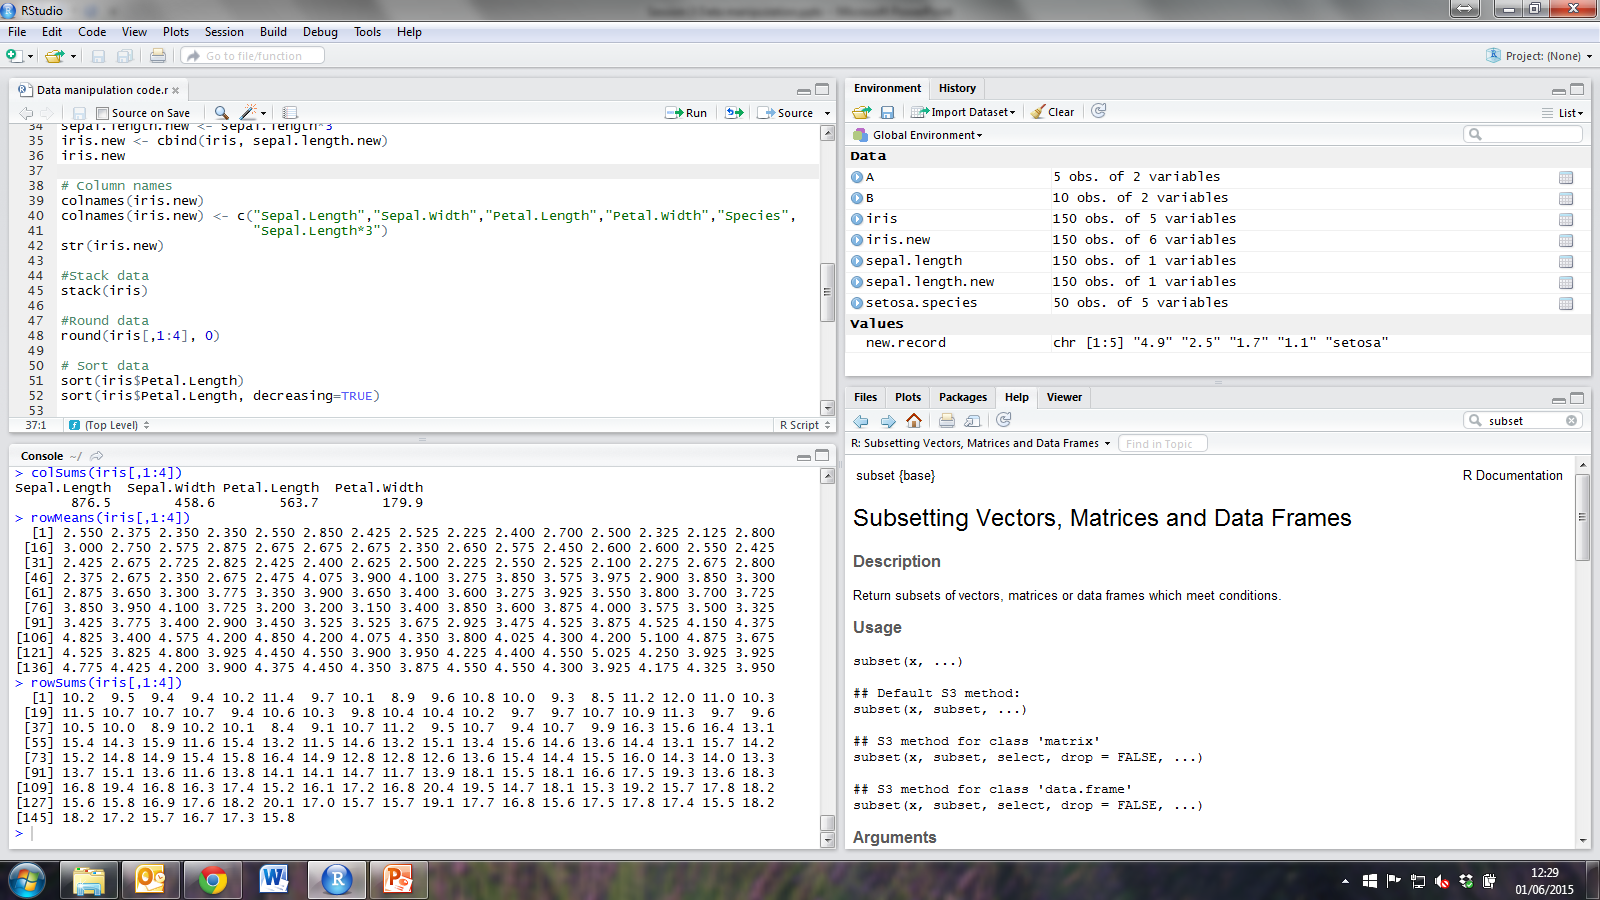 RStudio
File Edit Code View Plots Session Build Debug Tools Help
Go to file/function
Project: (None)
Data manipulation code.r
Source on Save
Run
Source
34 sepal.length.new <- sepal.length*3
35 iris.new <- cbind(iris, sepal.length.new)
36 iris.new
37
38 # Column names
39 colnames(iris.new)
40 colnames(iris.new) <- c("Sepal.Length","Sepal.Width","Petal.Length","Petal.Width","Species",
41 "Sepal.Length*3")
42 str(iris.new)
43
44 #Stack data
45 stack(iris)
46
47 #Round data
48 round(iris[,1:4], 0)
49
50 # Sort data
51 sort(iris$Petal.Length)
52 sort(iris$Petal.Length, decreasing=TRUE)
53
37:1 (Top Level) R Script
Console ~/
> colSums(iris[,1:4])
Sepal.Length Sepal.Width Petal.Length Petal.Width
876.5 458.6 563.7 179.9
> rowMeans(iris[,1:4])
[1] 2.550 2.375 2.350 2.350 2.550 2.850 2.425 2.525 2.225 2.400 2.700 2.500 2.325 2.125 2.800
[16] 3.000 2.750 2.575 2.875 2.675 2.675 2.675 2.350 2.650 2.575 2.450 2.600 2.600 2.550 2.425
[31] 2.425 2.675 2.725 2.825 2.425 2.400 2.625 2.500 2.225 2.550 2.525 2.100 2.275 2.675 2.800
[46] 2.375 2.675 2.350 2.675 2.475 4.075 3.900 4.100 3.275 3.850 3.575 3.975 2.900 3.850 3.300
[61] 2.875 3.650 3.300 3.775 3.350 3.900 3.650 3.400 3.600 3.275 3.925 3.550 3.800 3.700 3.725
[76] 3.850 3.950 4.100 3.725 3.200 3.200 3.150 3.400 3.850 3.600 3.875 4.000 3.575 3.500 3.325
[91] 3.425 3.775 3.400 2.900 3.450 3.525 3.525 3.675 2.925 3.475 4.525 3.875 4.525 4.150 4.375
[106] 4.825 3.400 4.575 4.200 4.850 4.200 4.075 4.350 3.800 4.025 4.300 4.200 5.100 4.875 3.675
[121] 4.525 3.825 4.800 3.925 4.450 4.550 3.900 3.950 4.225 4.400 4.550 5.025 4.250 3.925 3.925
[136] 4.775 4.425 4.200 3.900 4.375 4.450 4.350 3.875 4.550 4.550 4.300 3.925 4.175 4.325 3.950
> rowSums(iris[,1:4])
[1] 10.2 9.5 9.4 9.4 10.2 11.4 9.7 10.1 8.9 9.6 10.8 10.0 9.3 8.5 11.2 12.0 11.0 10.3
[19] 11.5 10.7 10.7 10.7 9.4 10.6 10.3 9.8 10.4 10.4 10.2 9.7 9.7 10.7 10.9 11.3 9.7 9.6
[37] 10.5 10.0 8.9 10.2 10.1 8.4 9.1 10.7 11.2 9.5 10.7 9.4 10.7 9.9 16.3 15.6 16.4 13.1
[55] 15.4 14.3 15.9 11.6 15.4 13.2 11.5 14.6 13.2 15.1 13.4 15.6 14.6 13.6 14.4 13.1 15.7 14.2
[73] 15.2 14.8 14.9 15.4 15.8 16.4 14.9 12.8 12.8 12.6 13.6 15.4 14.4 15.5 16.0 14.3 14.0 13.3
[91] 13.7 15.1 13.6 11.6 13.8 14.1 14.1 14.7 11.7 13.9 18.1 15.5 18.1 16.6 17.5 19.3 13.6 18.3
[109] 16.8 19.4 16.8 16.3 17.4 15.2 16.1 17.2 16.8 20.4 19.5 14.7 18.1 15.3 19.2 15.7 17.8 18.2
[127] 15.6 15.8 16.9 17.6 18.2 20.1 17.0 15.7 15.7 19.1 17.7 16.8 15.6 17.5 17.8 17.4 15.5 18.2
[145] 18.2 17.2 15.7 16.7 17.3 15.8
>
Environment History
Import Dataset Clear List
Global Environment
Data
A 5 obs. of 2 variables
B 10 obs. of 2 variables
iris 150 obs. of 5 variables
iris.new 150 obs. of 6 variables
sepal.length 150 obs. of 1 variables
sepal.length.new 150 obs. of 1 variables
setosa.species 50 obs. of 5 variables
Values
new.record chr [1:5] "4.9" "2.5" "1.7" "1.1" "setosa"
Files Plots Packages Help Viewer
subset
R: Subsetting Vectors, Matrices and Data Frames Find in Topic
subset {base} R Documentation
Subsetting Vectors, Matrices and Data Frames
Description
Return subsets of vectors, matrices or data frames which meet conditions.
Usage
subset(x, ...)
## Default S3 method:
subset(x, subset, ...)
## S3 method for class 'matrix'
subset(x, subset, select, drop = FALSE, ...)
## S3 method for class 'data.frame'
subset(x, subset, select, drop = FALSE, ...)
Arguments
12:29
01/06/2015